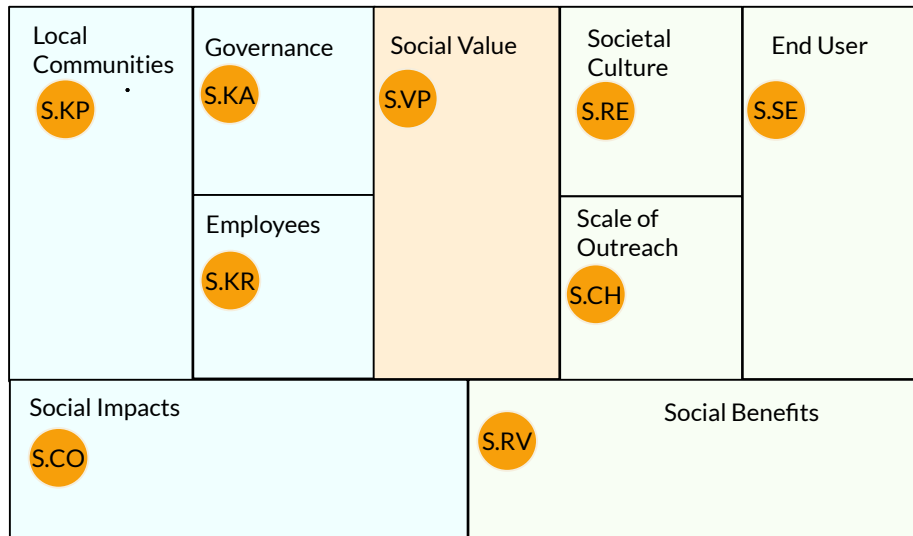 Local
Communities
S.KP
Governance
S.KA
Employees
S.KR
Social Value
S.VP
Societal
Culture
S.RE
Scale of
Outreach
S.CH
End User
S.SE
Social Impacts
S.CO
Social Benefits
S.RV